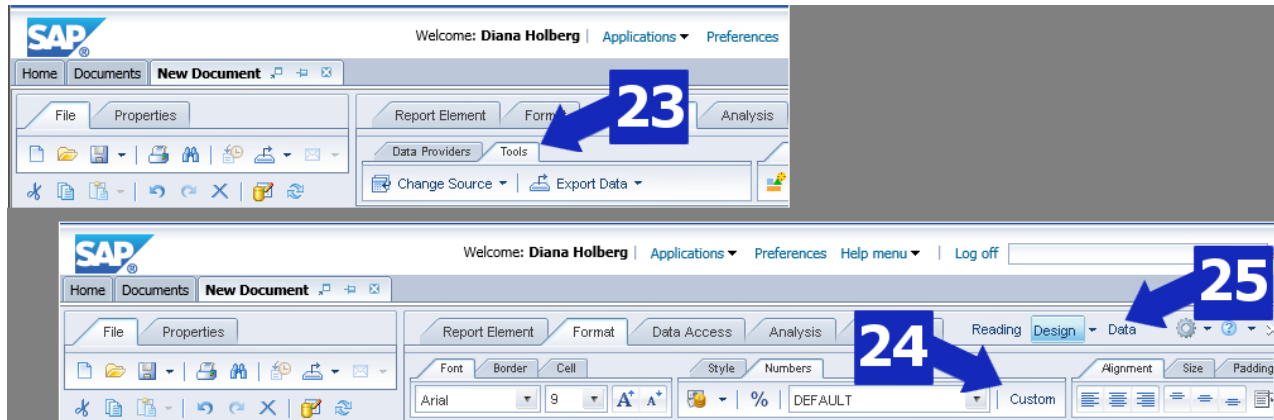 SAP ®
Welcome: Diana Holberg | Applications Preferences
Home Documents New Document
File Properties
Report Element Format Analysis
23
Data Providers Tools
Change Source Export Data
SAP ®
Welcome: Diana Holberg | Applications Preferences Help menu | Log off
Home Documents New Document
25
File Properties
Report Element Format Data Access Analysis
Reading Design Data
24
Font Border Cell
Style Numbers
Alignment Size Padding
Arial 9 A A
% DEFAULT Custom